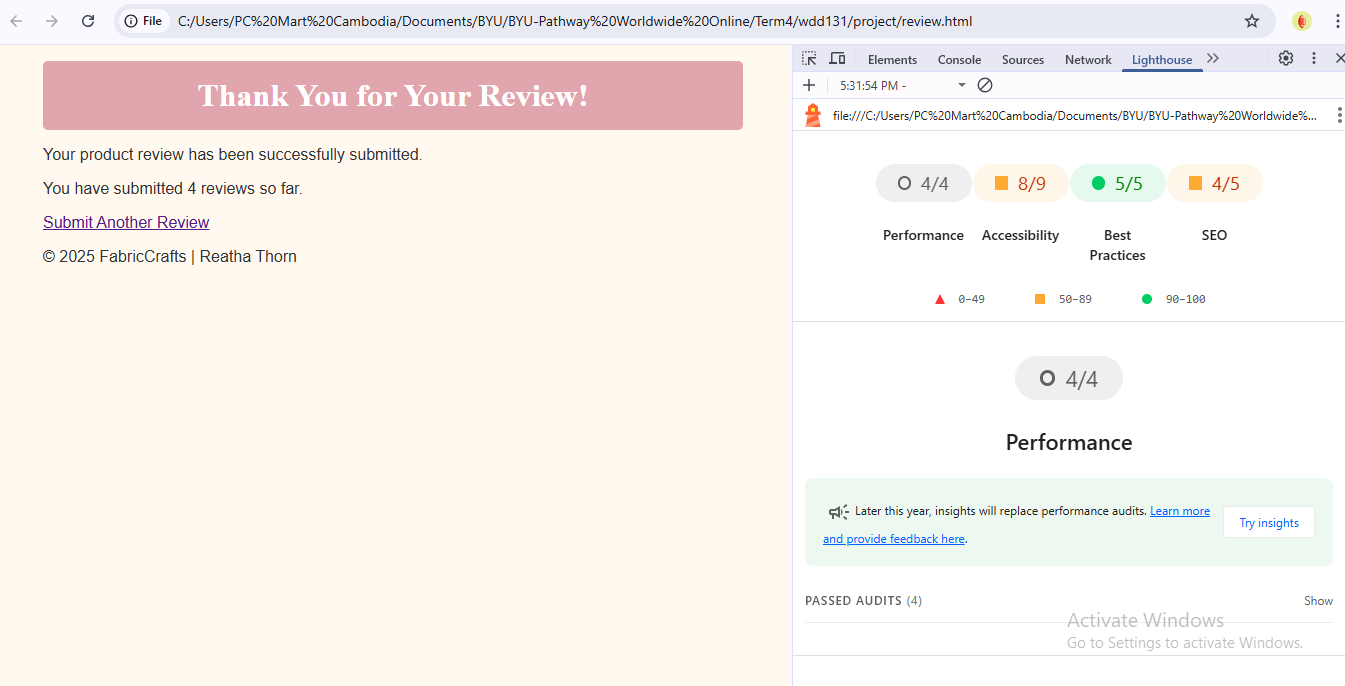 File
C:/Users/PC%20Mart%20Cambodia/Documents/BYU/BYU-Pathway%20Worldwide%20Online/Term4/wdd131/project/review.html
Thank You for Your Review!
Your product review has been successfully submitted.
You have submitted 4 reviews so far.
Submit Another Review
© 2025 FabricCrafts | Reatha Thorn
Elements Console Sources Network Lighthouse
5:31:54 PM -
file:///C:/Users/PC%20Mart%20Cambodia/Documents/BYU/BYU-Pathway%20Worldwide%...
4/4 8/9 5/5 4/5
Performance Accessibility Best Practices SEO
0–49 50–89 90–100
4/4
Performance
Later this year, insights will replace performance audits. Learn more
and provide feedback here.
Try insights
PASSED AUDITS (4) Show
Activate Windows
Go to Settings to activate Windows.